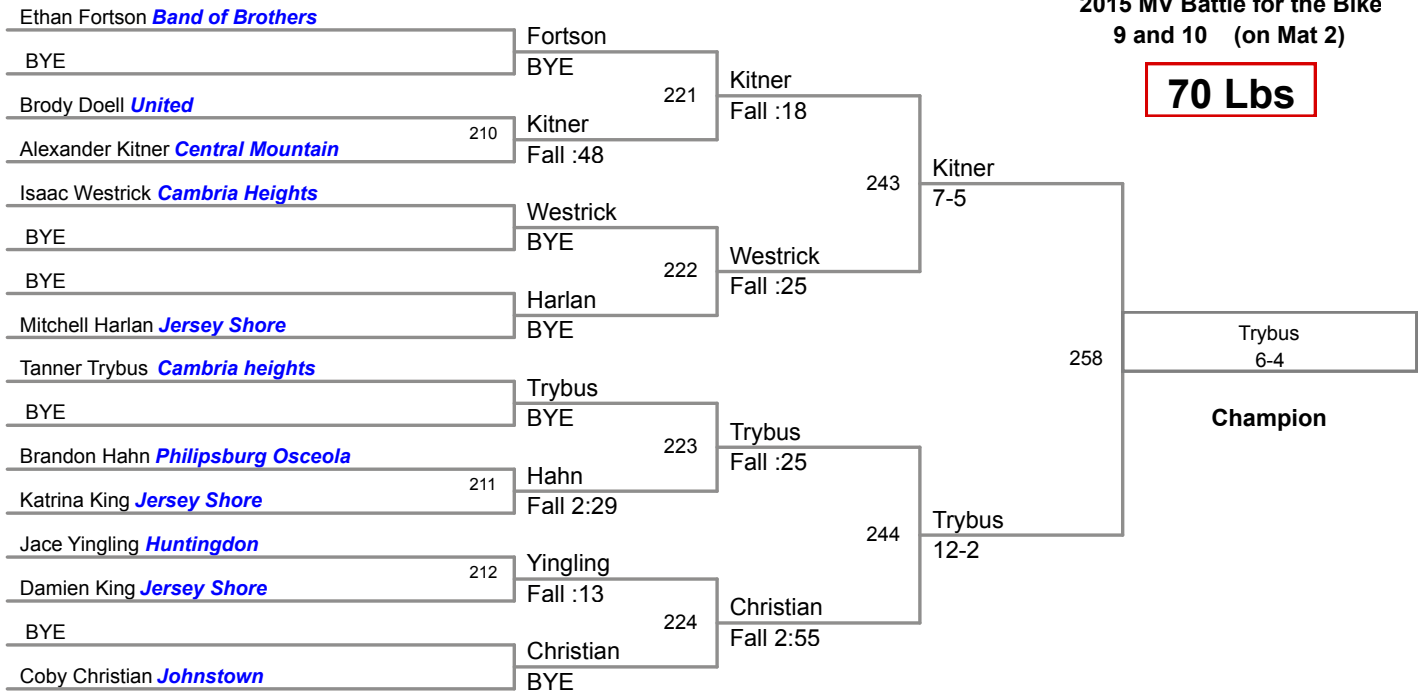 2015 MV Battle for the Bike
9 and 10 (on Mat 2)
70 Lbs
Ethan Fortson Band of Brothers
BYE
Brody Doell United
Alexander Kitner Central Mountain
Isaac Westrick Cambria Heights
BYE
BYE
Mitchell Harlan Jersey Shore
Tanner Trybus Cambria heights
BYE
Brandon Hahn Philipsburg Osceola
Katrina King Jersey Shore
Jace Yingling Huntingdon
Damien King Jersey Shore
BYE
Coby Christian Johnstown
210
211
212
Fortson
BYE
Kitner
Fall :48
Westrick
BYE
Harlan
BYE
Trybus
BYE
Hahn
Fall 2:29
Yingling
Fall :13
Christian
BYE
221
222
223
224
Kitner
Fall :18
Westrick
Fall :25
Trybus
Fall :25
Christian
Fall 2:55
243
244
Kitner
7-5
Trybus
12-2
258
Trybus
6-4
Champion